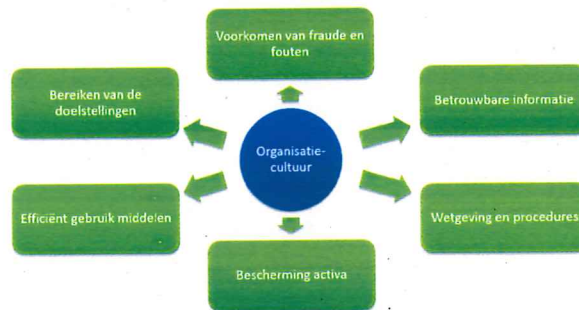 Voorkomen van fraude en
fouten
Bereiken van de
doelstellingen
Betrouwbare informatie
Organisatie-
cultuur
Efficiënt gebruik middelen
Wetgeving en procedures
Bescherming activa